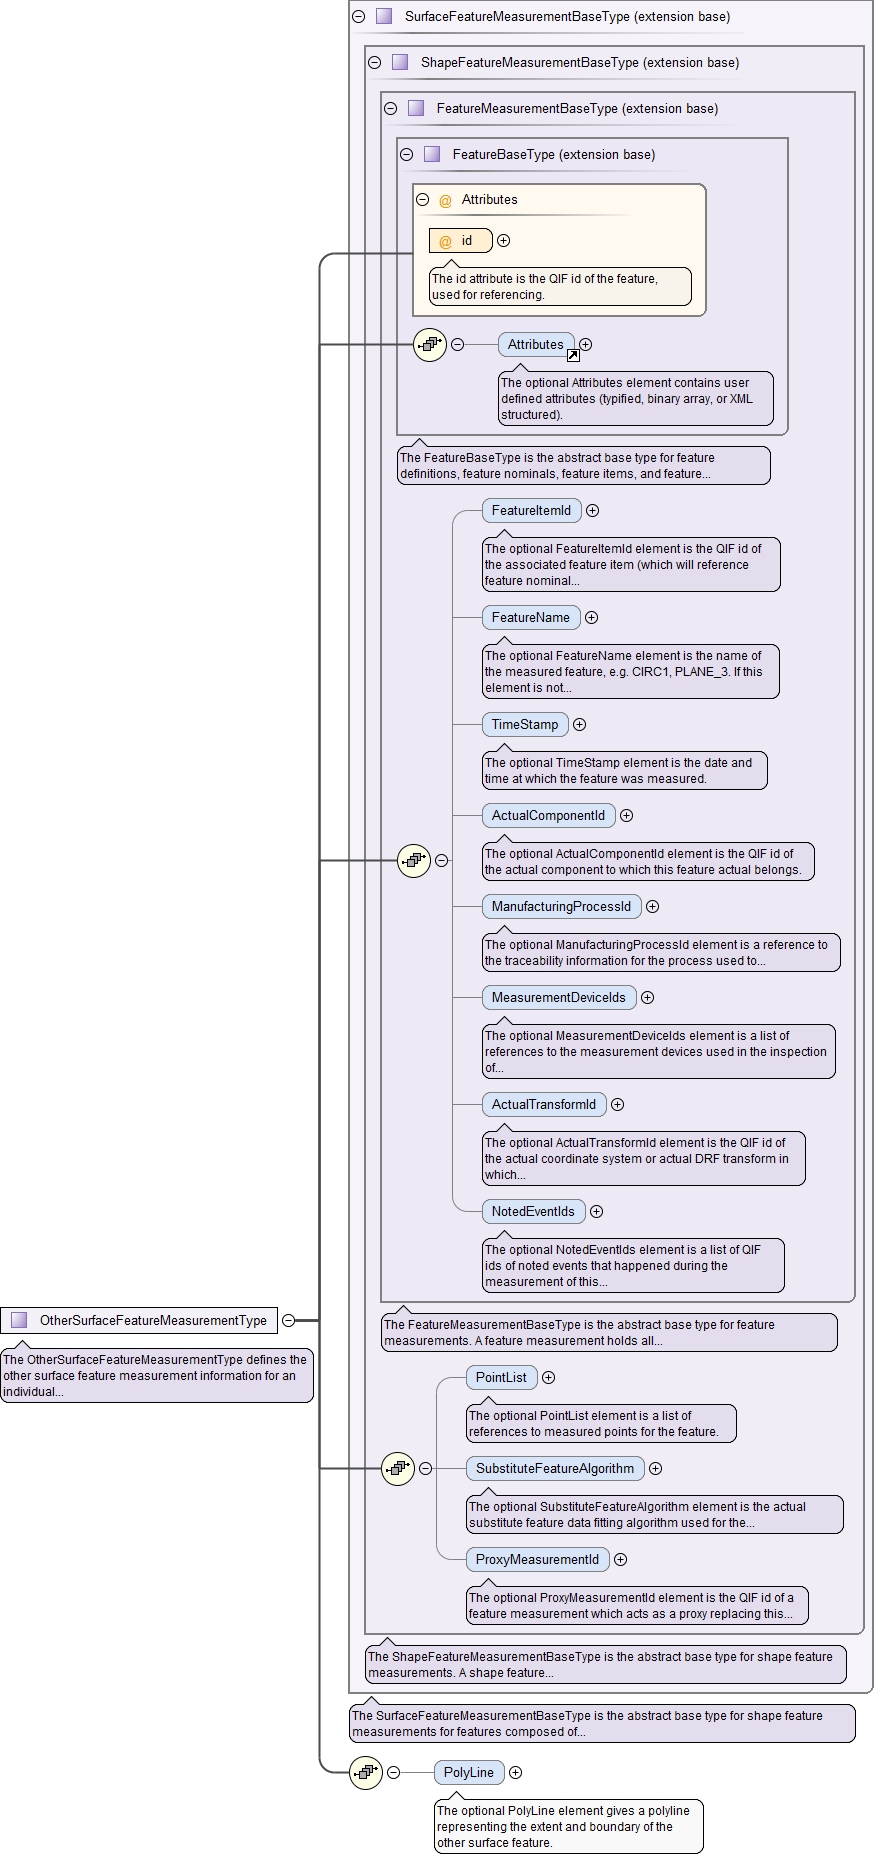 SurfaceFeatureMeasurementBaseType (extension base)
ShapeFeatureMeasurementBaseType (extension base)
FeatureMeasurementBaseType (extension base)
FeatureBaseType (extension base)
@ Attributes
@ id
The id attribute is the QIF id of the feature,
used for referencing.
Attributes
The optional Attributes element contains user
defined attributes (typified, binary array, or XML
structured).
The FeatureBaseType is the abstract base type for feature
definitions, feature nominals, feature items, and feature...
FeatureItemId
The optional FeatureItemId element is the QIF id of
the associated feature item (which will reference
feature nominal...
FeatureName
The optional FeatureName element is the name of
the measured feature, e.g. CIRC1, PLANE_3. If this
element is not...
TimeStamp
The optional TimeStamp element is the date and
time at which the feature was measured.
ActualComponentId
The optional ActualComponentId element is the QIF id of
the actual component to which this feature actual belongs.
ManufacturingProcessId
The optional ManufacturingProcessId element is a reference to
the traceability information for the process used to...
MeasurementDeviceIds
The optional MeasurementDeviceIds element is a list of
references to the measurement devices used in the inspection
of...
ActualTransformId
The optional ActualTransformId element is the QIF id of
the actual coordinate system or actual DRF transform in
which...
NotedEventIds
The optional NotedEventIds element is a list of QIF
ids of noted events that happened during the
measurement of this...
OtherSurfaceFeatureMeasurementType
The OtherSurfaceFeatureMeasurementType defines the
other surface feature measurement information for an
individual...
The FeatureMeasurementBaseType is the abstract base type for feature
measurements. A feature measurement holds all...
PointList
The optional PointList element is a list of
references to measured points for the feature.
SubstituteFeatureAlgorithm
The optional SubstituteFeatureAlgorithm element is the actual
substitute feature data fitting algorithm used for the...
ProxyMeasurementId
The optional ProxyMeasurementId element is the QIF id of a
feature measurement which acts as a proxy replacing this...
The ShapeFeatureMeasurementBaseType is the abstract base type for shape feature
measurements. A shape feature...
The SurfaceFeatureMeasurementBaseType is the abstract base type for shape feature
measurements for features composed of...
PolyLine
The optional PolyLine element gives a polyline
representing the extent and boundary of the
other surface feature.